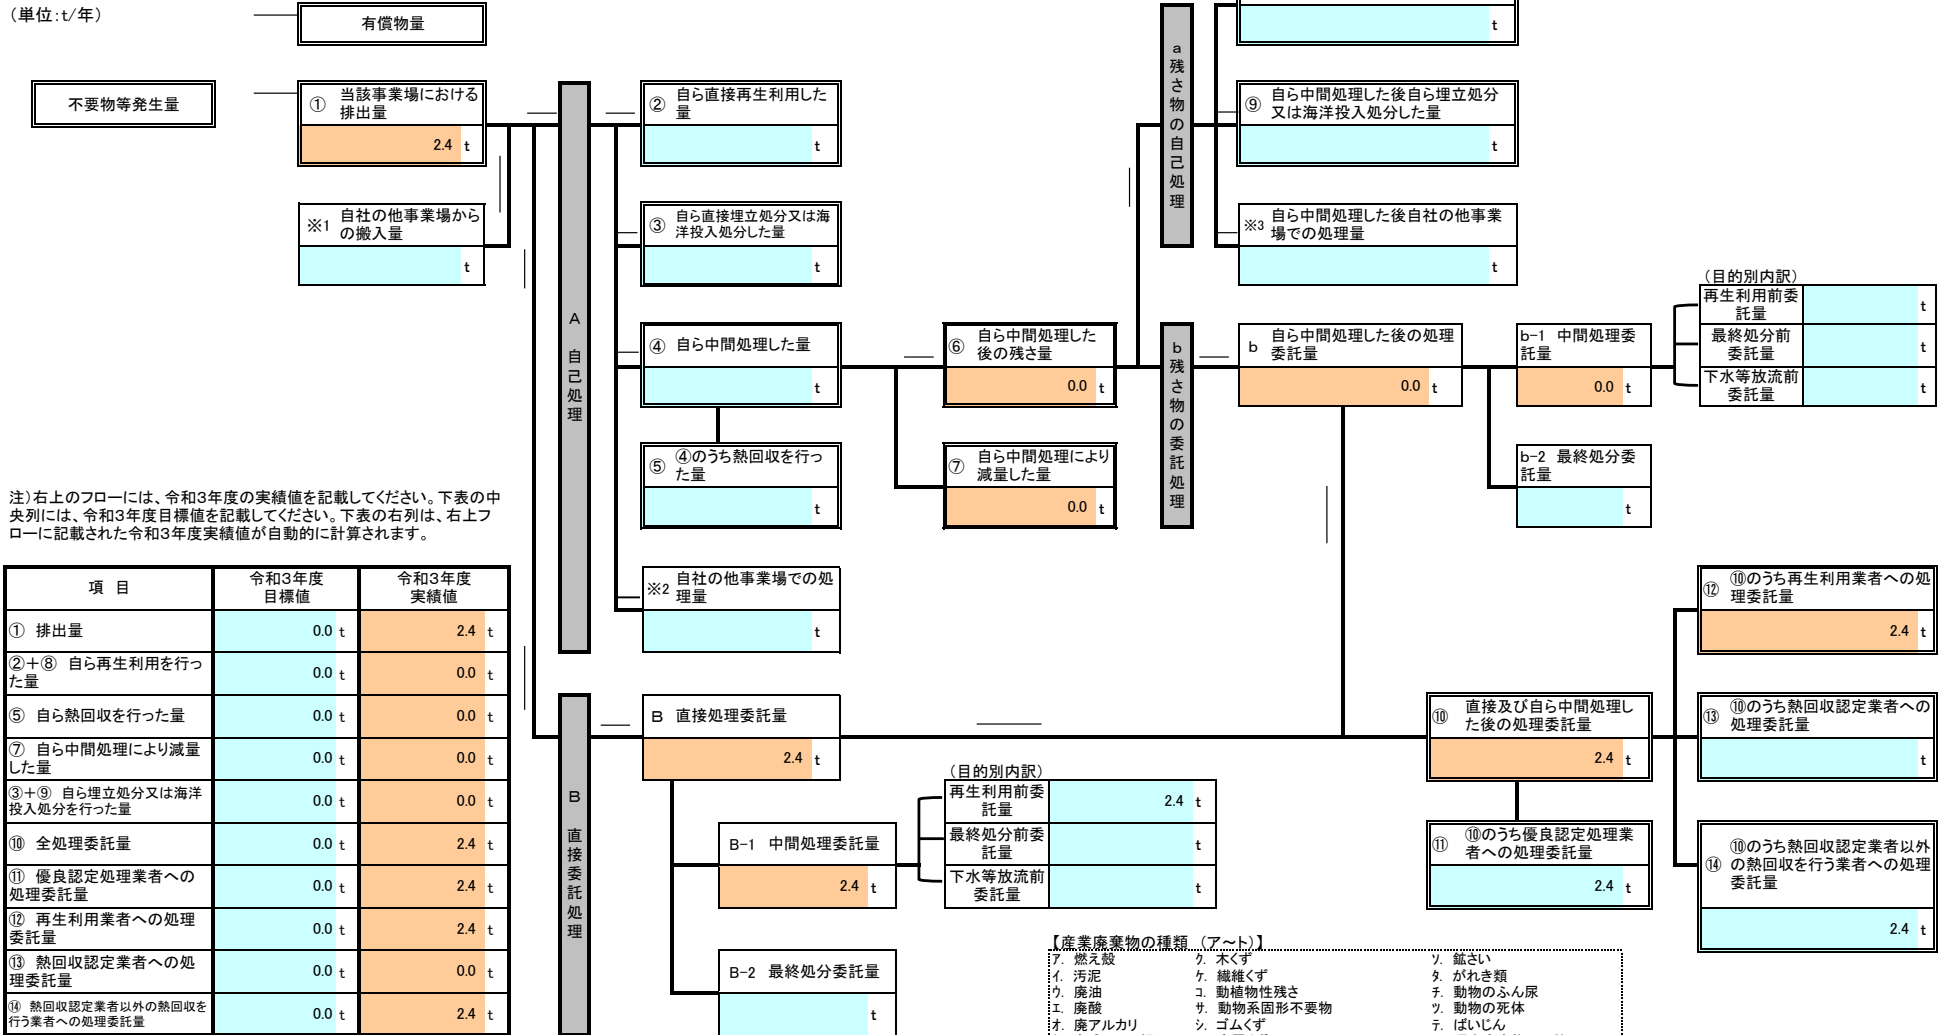 (単位:t/年)
有償物量
t
不要物等発生量
① 当該事業場における
排出量
2.4 t
② 自ら直接再生利用した
量
t
a 残さ物の自己処理
⑨ 自ら中間処理した後自ら埋立処分
又は海洋投入処分した量
t
※1 自社の他事業場から
の搬入量
t
③ 自ら直接埋立処分又は海
洋投入処分した量
t
※3 自ら中間処理した後自社の他事業
場での処理量
t
A 自己処理
④ 自ら中間処理した量
t
⑥ 自ら中間処理した
後の残さ量
0.0 t
b 残さ物の委託処理
b 自ら中間処理した後の処理
委託量
0.0 t
b-1 中間処理委
託量
0.0 t
(目的別内訳)
再生利用前委
託量
t
最終処分前
委託量
t
下水等放流前
委託量
t
⑤ ④のうち熱回収を行っ
た量
t
⑦ 自ら中間処理により
減量した量
0.0 t
b-2 最終処分委
託量
t
注)右上のフローには、令和3年度の実績値を記載してください。下表の中
央列には、令和3年度目標値を記載してください。下表の右列は、右上フ
ローに記載された令和3年度実績値が自動的に計算されます。
※2 自社の他事業場での処
理量
t
項 目 令和3年度 目標値 令和3年度 実績値
① 排出量 0.0 t 2.4 t
②+⑧ 自ら再生利用を行っ
た量 0.0 t 0.0 t
⑤ 自ら熱回収を行った量 0.0 t 0.0 t
⑦ 自ら中間処理により減量
した量 0.0 t 0.0 t
③+⑨ 自ら埋立処分又は海洋
投入処分を行った量 0.0 t 0.0 t
⑩ 全処理委託量 0.0 t 2.4 t
⑪ 優良認定処理業者への
処理委託量 0.0 t 2.4 t
⑫ 再生利用業者への処理
委託量 0.0 t 2.4 t
⑬ 熱回収認定業者への処
理委託量 0.0 t 0.0 t
⑭ 熱回収認定業者以外の熱回収を
行う業者への処理委託量 0.0 t 2.4 t
B 直接委託処理
B 直接処理委託量
2.4 t
B-1 中間処理委託量
2.4 t
(目的別内訳)
再生利用前委
託量
2.4 t
最終処分前委
託量
t
下水等放流前
委託量
t
B-2 最終処分委託量
t
⑩ 直接及び自ら中間処理し
た後の処理委託量
2.4 t
⑪ ⑩のうち優良認定処理業
者への処理委託量
2.4 t
⑫ ⑩のうち再生利用業者への処
理委託量
2.4 t
⑬ ⑩のうち熱回収認定業者への
処理委託量
t
⑭ ⑩のうち熱回収認定業者以外
の熱回収を行う業者への処理
委託量
2.4 t
【産業廃棄物の種類 (ア~ト)】
ア. 燃え殻 ク. 木くず ソ. 鉱さい
イ. 汚泥 ケ. 繊維くず タ. がれき類
ウ. 廃油 コ. 動植物性残さ チ. 動物のふん尿
エ. 廃酸 サ. 動物系固形不要物 ツ. 動物の死体
オ. 廃アルカリ シ. ゴムくず テ. ばいじん